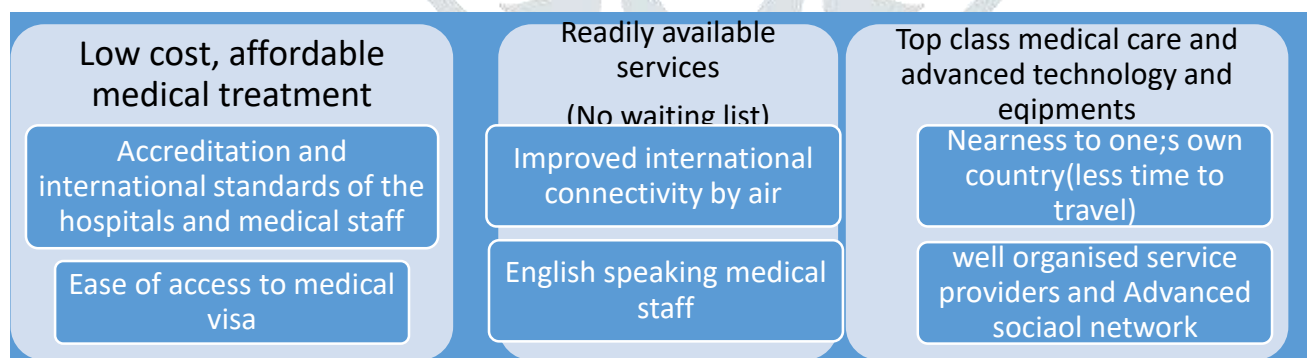 Low cost, affordable
medical treatment
Accreditation and
international standards of the
hospitals and medical staff
Ease of access to medical
visa
Readily available
services
(No waiting list)
Improved international
connectivity by air
English speaking medical
staff
Top class medical care and
advanced technology and
eqipments
Nearness to one;s own
country(less time to
travel)
well organised service
providers and Advanced
sociaol network